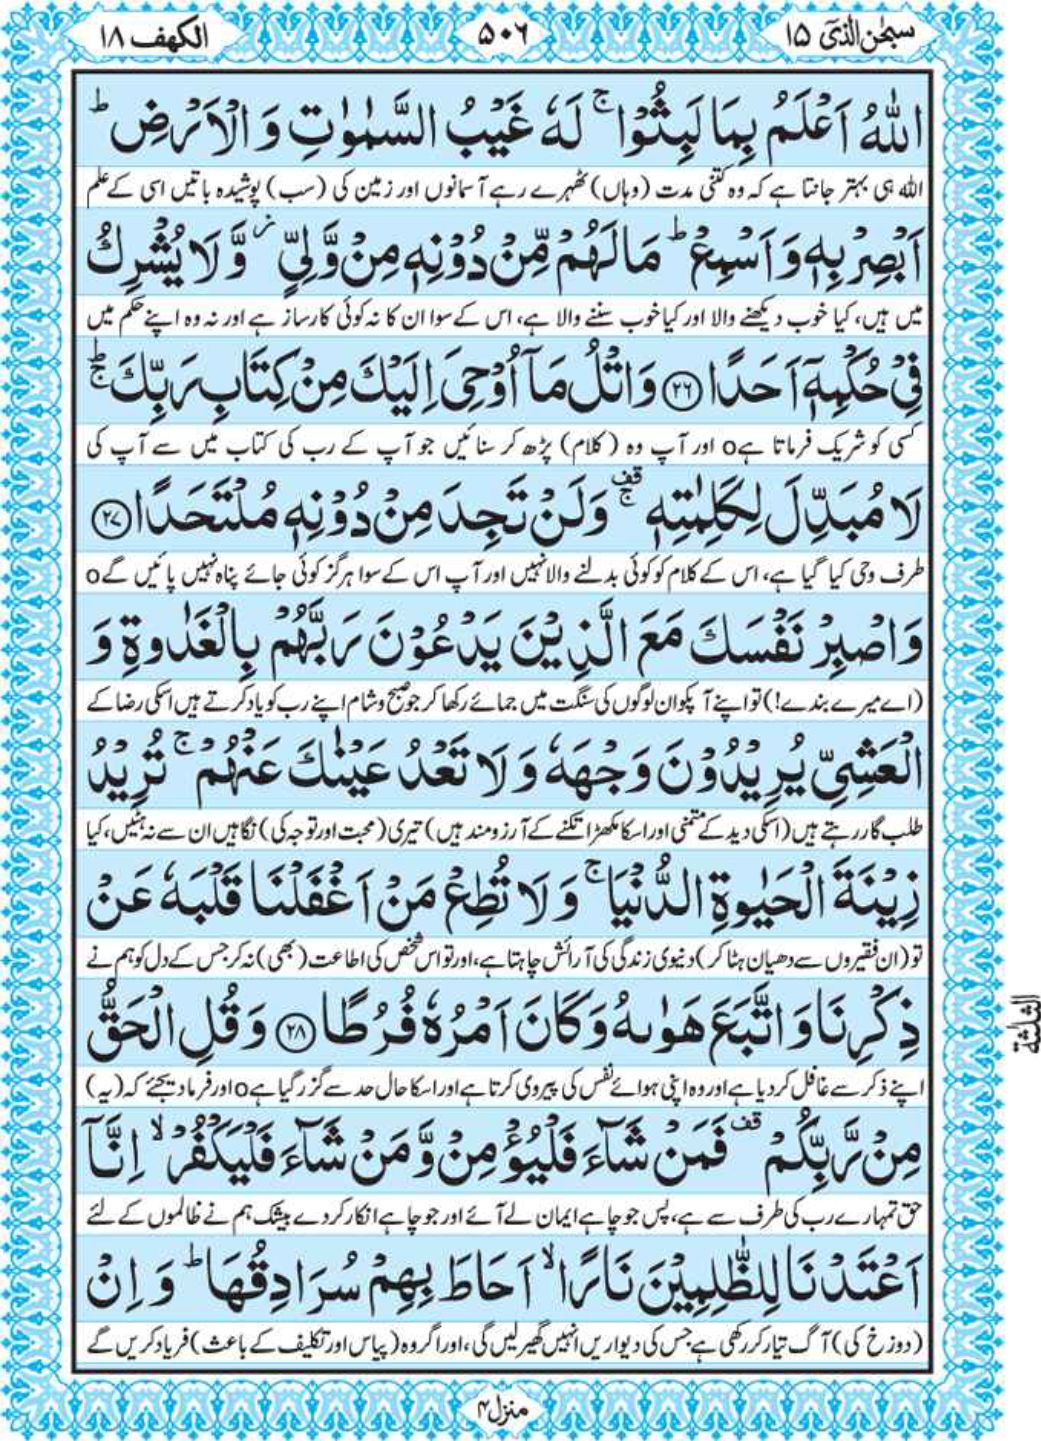 سبحٰن الذی ۱۵
۵۰۶
الكهف ۱۸
اللّٰهُ اَعْلَمُ بِمَا لَبِثُوْا ۚ لَهٗ غَيْبُ السَّمٰوٰتِ وَ الْاَرْضِ ؕ
اللہ ہی بہتر جانتا ہے کہ وہ کتنی مدت (وہاں) ٹھہرے رہے آسمانوں اور زمین کی (سب) پوشیدہ باتیں اسی کے علم
اَبْصِرْ بِهٖ وَ اَسْمِعْ ؕ مَا لَهُمْ مِّنْ دُوْنِهٖ مِنْ وَّلِيٍّ ؗ وَّ لَا يُشْرِكُ
میں ہیں، کیا خوب دیکھنے والا اور کیا خوب سننے والا ہے، اس کے سوا ان کا نہ کوئی کارساز ہے اور نہ وہ اپنے حکم میں
فِيْ حُكْمِهٖۤ اَحَدًا ۝۲۶ وَ اتْلُ مَاۤ اُوْحِيَ اِلَيْكَ مِنْ كِتَابِ رَبِّكَ ؕۚ
کسی کو شریک فرماتا ہےo اور آپ وہ (کلام) پڑھ کر سنائیں جو آپ کے رب کی کتاب میں سے آپ کی
لَا مُبَدِّلَ لِكَلِمٰتِهٖ ۚ قف وَ لَنْ تَجِدَ مِنْ دُوْنِهٖ مُلْتَحَدًا ۝۲۷
طرف وحی کیا گیا ہے، اس کے کلام کو کوئی بدلنے والا نہیں اور آپ اس کے سوا ہرگز کوئی جائے پناہ نہیں پائیں گےo
وَ اصْبِرْ نَفْسَكَ مَعَ الَّذِيْنَ يَدْعُوْنَ رَبَّهُمْ بِالْغَدٰوةِ وَ
(اے میرے بندے!) تو اپنے آپ کو ان لوگوں کی سنگت میں جمائے رکھا کر جو صبح و شام اپنے رب کو یاد کرتے ہیں اسکی رضا کے
الْعَشِيِّ يُرِيْدُوْنَ وَجْهَهٗ وَ لَا تَعْدُ عَيْنٰكَ عَنْهُمْ ۚ تُرِيْدُ
طلب گار رہتے ہیں (اسکی دید کے متمنی اور اسکا مکھڑا تکنے کے آرزومند ہیں) تیری (محبت اور توجہ کی) نگاہیں ان سے نہ ہٹیں، کیا
زِيْنَةَ الْحَيٰوةِ الدُّنْيَا ۚ وَ لَا تُطِعْ مَنْ اَغْفَلْنَا قَلْبَهٗ عَنْ
تو (ان فقیروں سے دھیان ہٹا کر) دنیوی زندگی کی آرائش چاہتا ہے، اور تو اس شخص کی اطاعت (بھی) نہ کر جس کے دل کو ہم نے
ذِكْرِنَا وَ اتَّبَعَ هَوٰىهُ وَ كَانَ اَمْرُهٗ فُرُطًا ۝۲۸ وَ قُلِ الْحَقُّ
اپنے ذکر سے غافل کر دیا ہے اور وہ اپنی ہوائے نفس کی پیروی کرتا ہے اور اسکا حال حد سے گزر گیا ہےo اور فرما دیجئے کہ (یہ)
مِنْ رَّبِّكُمْ قف فَمَنْ شَآءَ فَلْيُؤْمِنْ وَّ مَنْ شَآءَ فَلْيَكْفُرْ ۙ اِنَّاۤ
حق تمہارے رب کی طرف سے ہے، پس جو چاہے ایمان لے آئے اور جو چاہے انکار کردے بیشک ہم نے ظالموں کے لئے
اَعْتَدْنَا لِلظّٰلِمِيْنَ نَارًا ۙ اَحَاطَ بِهِمْ سُرَادِقُهَا ؕ وَ اِنْ
(دوزخ کی) آگ تیار کر رکھی ہے جس کی دیواریں انہیں گھیر لیں گی، اور اگر وہ (پیاس اور تکلیف کے باعث) فریاد کریں گے
الثلٰثة
منزل ۴